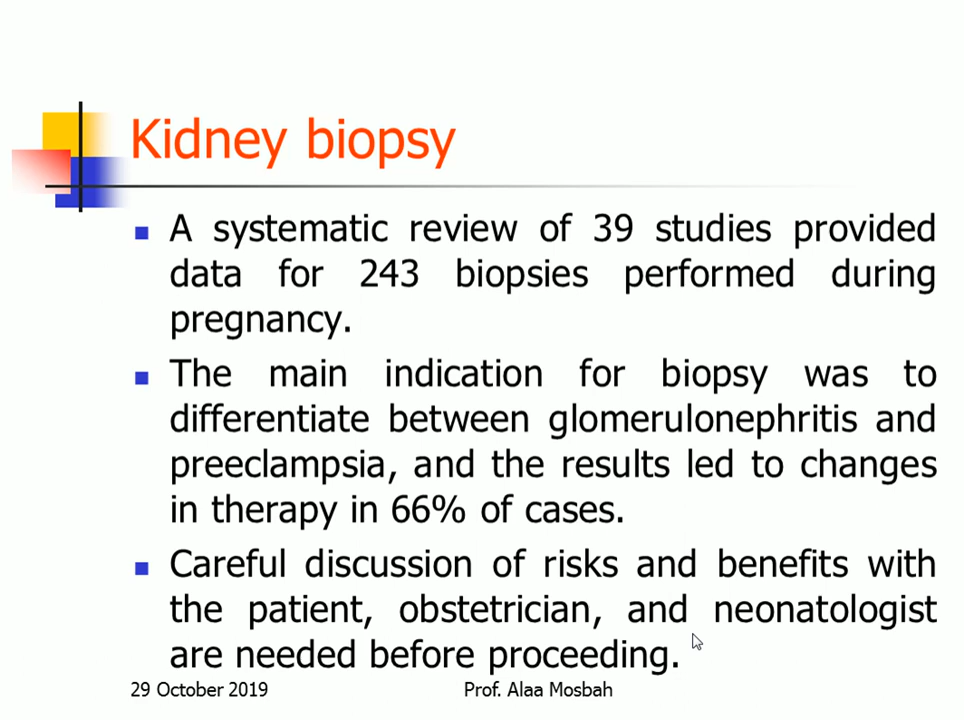 Kidney biopsy
A systematic review of 39 studies provided
data for 243 biopsies performed during
pregnancy.
The main indication for biopsy was to
differentiate between glomerulonephritis and
preeclampsia, and the results led to changes
in therapy in 66% of cases.
Careful discussion of risks and benefits with
the patient, obstetrician, and neonatologist
are needed before proceeding.
29 October 2019
Prof. Alaa Mosbah